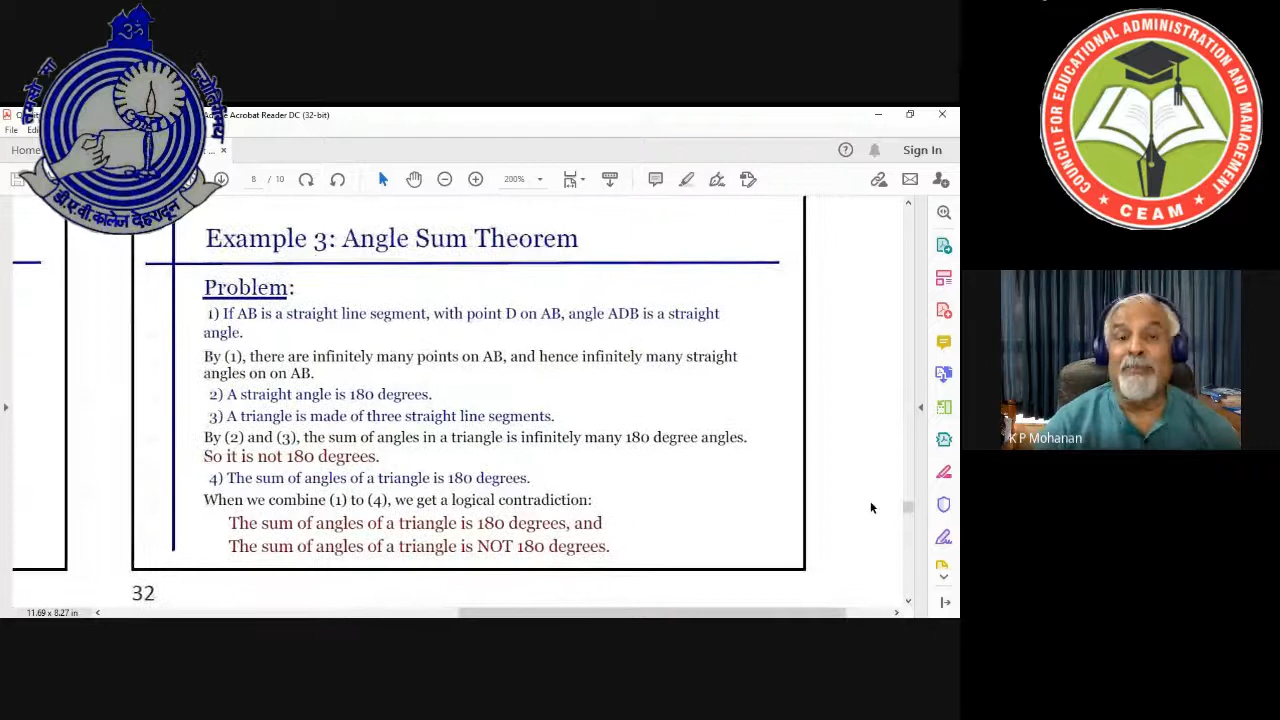 तमसो मा ज्योतिर्गमय
डी.ए.वी. कालेज देहरादून
COUNCIL FOR EDUCATIONAL ADMINISTRATION AND MANAGEMENT
CEAM
Acrobat Reader DC (32-bit)
File
Home
8 / 10
200%
Sign In
Example 3: Angle Sum Theorem
Problem:
1) If AB is a straight line segment, with point D on AB, angle ADB is a straight
angle.
By (1), there are infinitely many points on AB, and hence infinitely many straight
angles on on AB.
2) A straight angle is 180 degrees.
3) A triangle is made of three straight line segments.
By (2) and (3), the sum of angles in a triangle is infinitely many 180 degree angles.
So it is not 180 degrees.
4) The sum of angles of a triangle is 180 degrees.
When we combine (1) to (4), we get a logical contradiction:
The sum of angles of a triangle is 180 degrees, and
The sum of angles of a triangle is NOT 180 degrees.
32
11.69 x 8.27 in
K P Mohanan